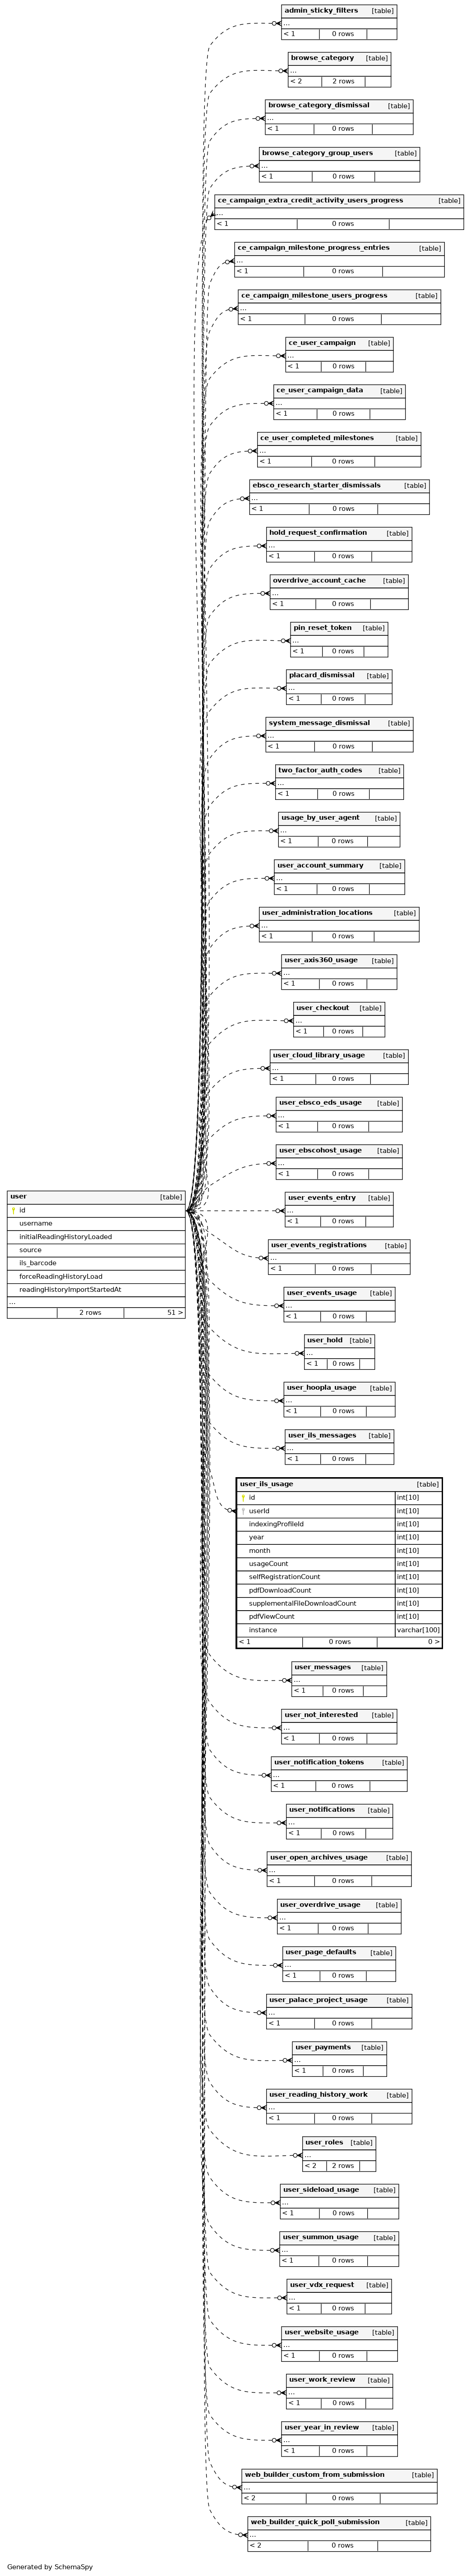 admin_sticky_filters [table]
...
< 1 0 rows
browse_category [table]
...
< 2 2 rows
browse_category_dismissal [table]
...
< 1 0 rows
browse_category_group_users [table]
...
< 1 0 rows
ce_campaign_extra_credit_activity_users_progress [table]
...
< 1 0 rows
ce_campaign_milestone_progress_entries [table]
...
< 1 0 rows
ce_campaign_milestone_users_progress [table]
...
< 1 0 rows
ce_user_campaign [table]
...
< 1 0 rows
ce_user_campaign_data [table]
...
< 1 0 rows
ce_user_completed_milestones [table]
...
< 1 0 rows
ebsco_research_starter_dismissals [table]
...
< 1 0 rows
hold_request_confirmation [table]
...
< 1 0 rows
overdrive_account_cache [table]
...
< 1 0 rows
pin_reset_token [table]
...
< 1 0 rows
placard_dismissal [table]
...
< 1 0 rows
system_message_dismissal [table]
...
< 1 0 rows
two_factor_auth_codes [table]
...
< 1 0 rows
usage_by_user_agent [table]
...
< 1 0 rows
user_account_summary [table]
...
< 1 0 rows
user_administration_locations [table]
...
< 1 0 rows
user_axis360_usage [table]
...
< 1 0 rows
user_checkout [table]
...
< 1 0 rows
user_cloud_library_usage [table]
...
< 1 0 rows
user_ebsco_eds_usage [table]
...
< 1 0 rows
user_ebscohost_usage [table]
...
< 1 0 rows
user [table]
id
username
initialReadingHistoryLoaded
source
ils_barcode
forceReadingHistoryLoad
readingHistoryImportStartedAt
...
2 rows 51 >
user_events_entry [table]
...
< 1 0 rows
user_events_registrations [table]
...
< 1 0 rows
user_events_usage [table]
...
< 1 0 rows
user_hold [table]
...
< 1 0 rows
user_hoopla_usage [table]
...
< 1 0 rows
user_ils_messages [table]
...
< 1 0 rows
user_ils_usage [table]
id int[10]
userId int[10]
indexingProfileId int[10]
year int[10]
month int[10]
usageCount int[10]
selfRegistrationCount int[10]
pdfDownloadCount int[10]
supplementalFileDownloadCount int[10]
pdfViewCount int[10]
instance varchar[100]
< 1 0 rows 0 >
user_messages [table]
...
< 1 0 rows
user_not_interested [table]
...
< 1 0 rows
user_notification_tokens [table]
...
< 1 0 rows
user_notifications [table]
...
< 1 0 rows
user_open_archives_usage [table]
...
< 1 0 rows
user_overdrive_usage [table]
...
< 1 0 rows
user_page_defaults [table]
...
< 1 0 rows
user_palace_project_usage [table]
...
< 1 0 rows
user_payments [table]
...
< 1 0 rows
user_reading_history_work [table]
...
< 1 0 rows
user_roles [table]
...
< 2 2 rows
user_sideload_usage [table]
...
< 1 0 rows
user_summon_usage [table]
...
< 1 0 rows
user_vdx_request [table]
...
< 1 0 rows
user_website_usage [table]
...
< 1 0 rows
user_work_review [table]
...
< 1 0 rows
user_year_in_review [table]
...
< 1 0 rows
web_builder_custom_from_submission [table]
...
< 2 0 rows
web_builder_quick_poll_submission [table]
...
< 2 0 rows
Generated by SchemaSpy